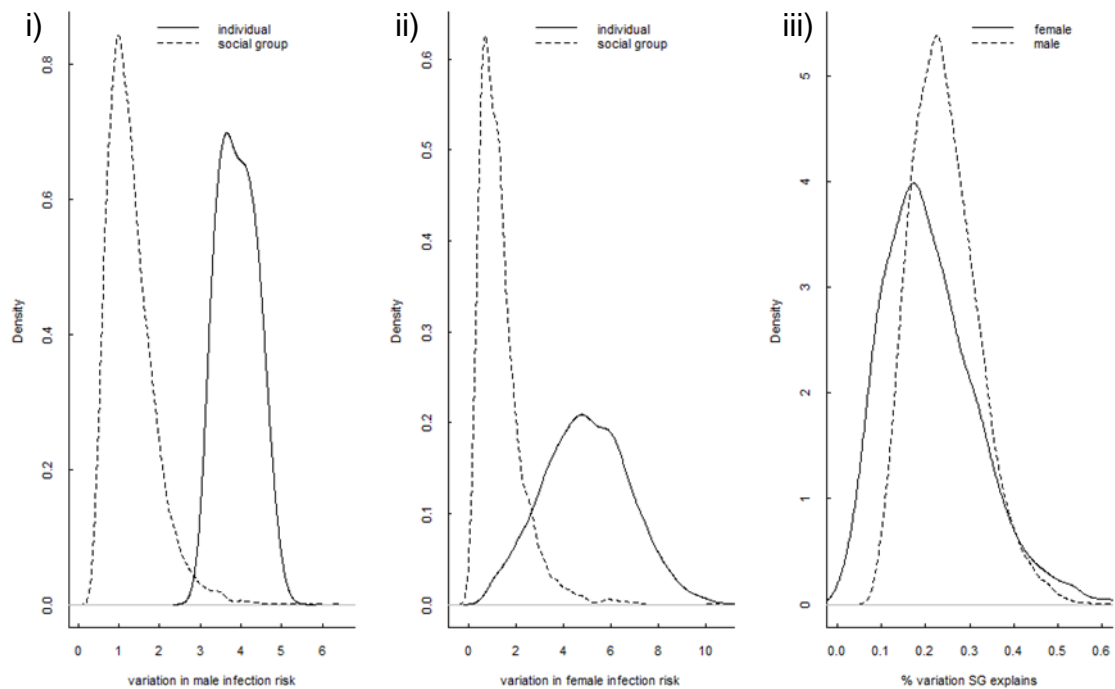 i)
individual
social group
Density
0.0
0.2
0.4
0.6
0.8
0
1
2
3
4
5
6
variation in male infection risk
ii)
individual
social group
Density
0.0
0.1
0.2
0.3
0.4
0.5
0.6
0
2
4
6
8
10
variation in female infection risk
iii)
female
male
Density
0
1
2
3
4
5
0.0
0.1
0.2
0.3
0.4
0.5
0.6
% variation SG explains